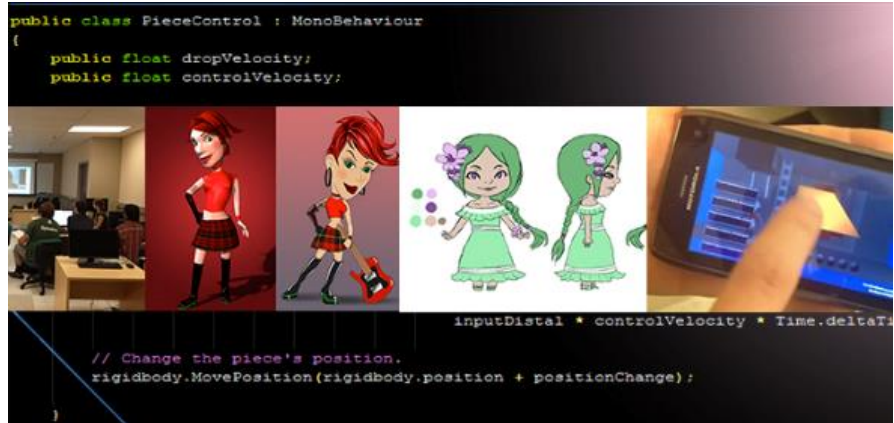 public class PieceControl : MonoBehaviour
{
public float dropVelocity;
public float controlVelocity;
MOTOROLA
inputDistal * controlVelocity * Time.deltaTi
// Change the piece's position.
rigidbody.MovePosition(rigidbody.position + positionChange);
}